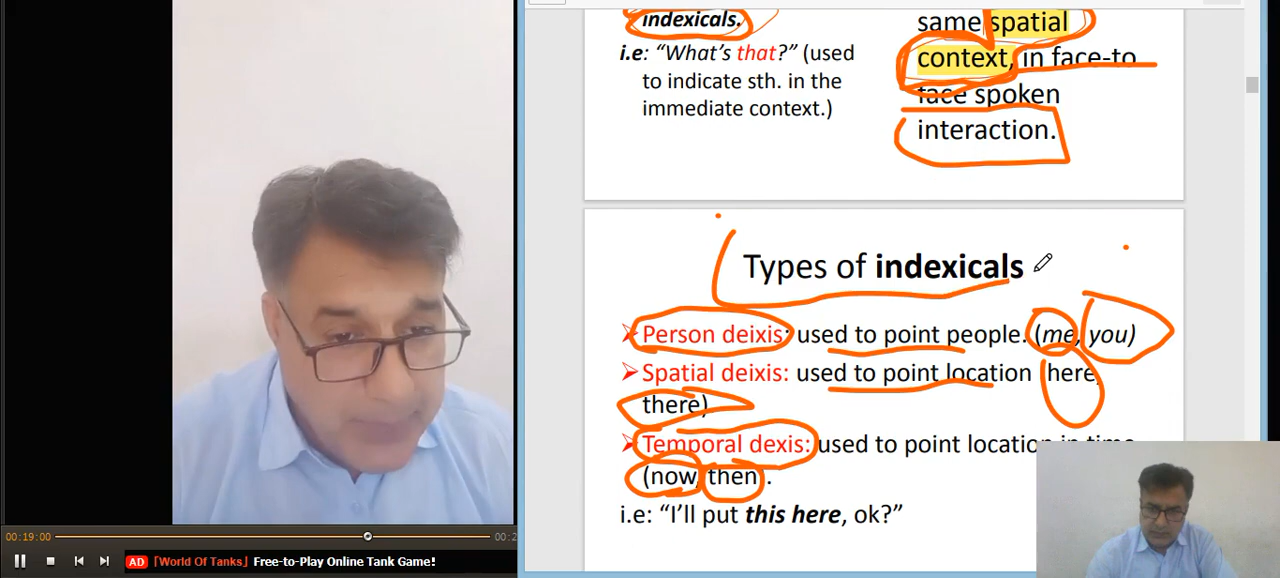 indexicals.
i.e: “What’s that?” (used
to indicate sth. in the
immediate context.)
same spatial
context, in face-to
face spoken
interaction.
Types of indexicals
Person deixis: used to point people. (me, you)
Spatial deixis: used to point location (here,
there)
Temporal dexis: used to point location in time
(now, then).
i.e: “I’ll put this here, ok?”
00:19:00
00:2
AD ｢World Of Tanks｣ Free-to-Play Online Tank Game!